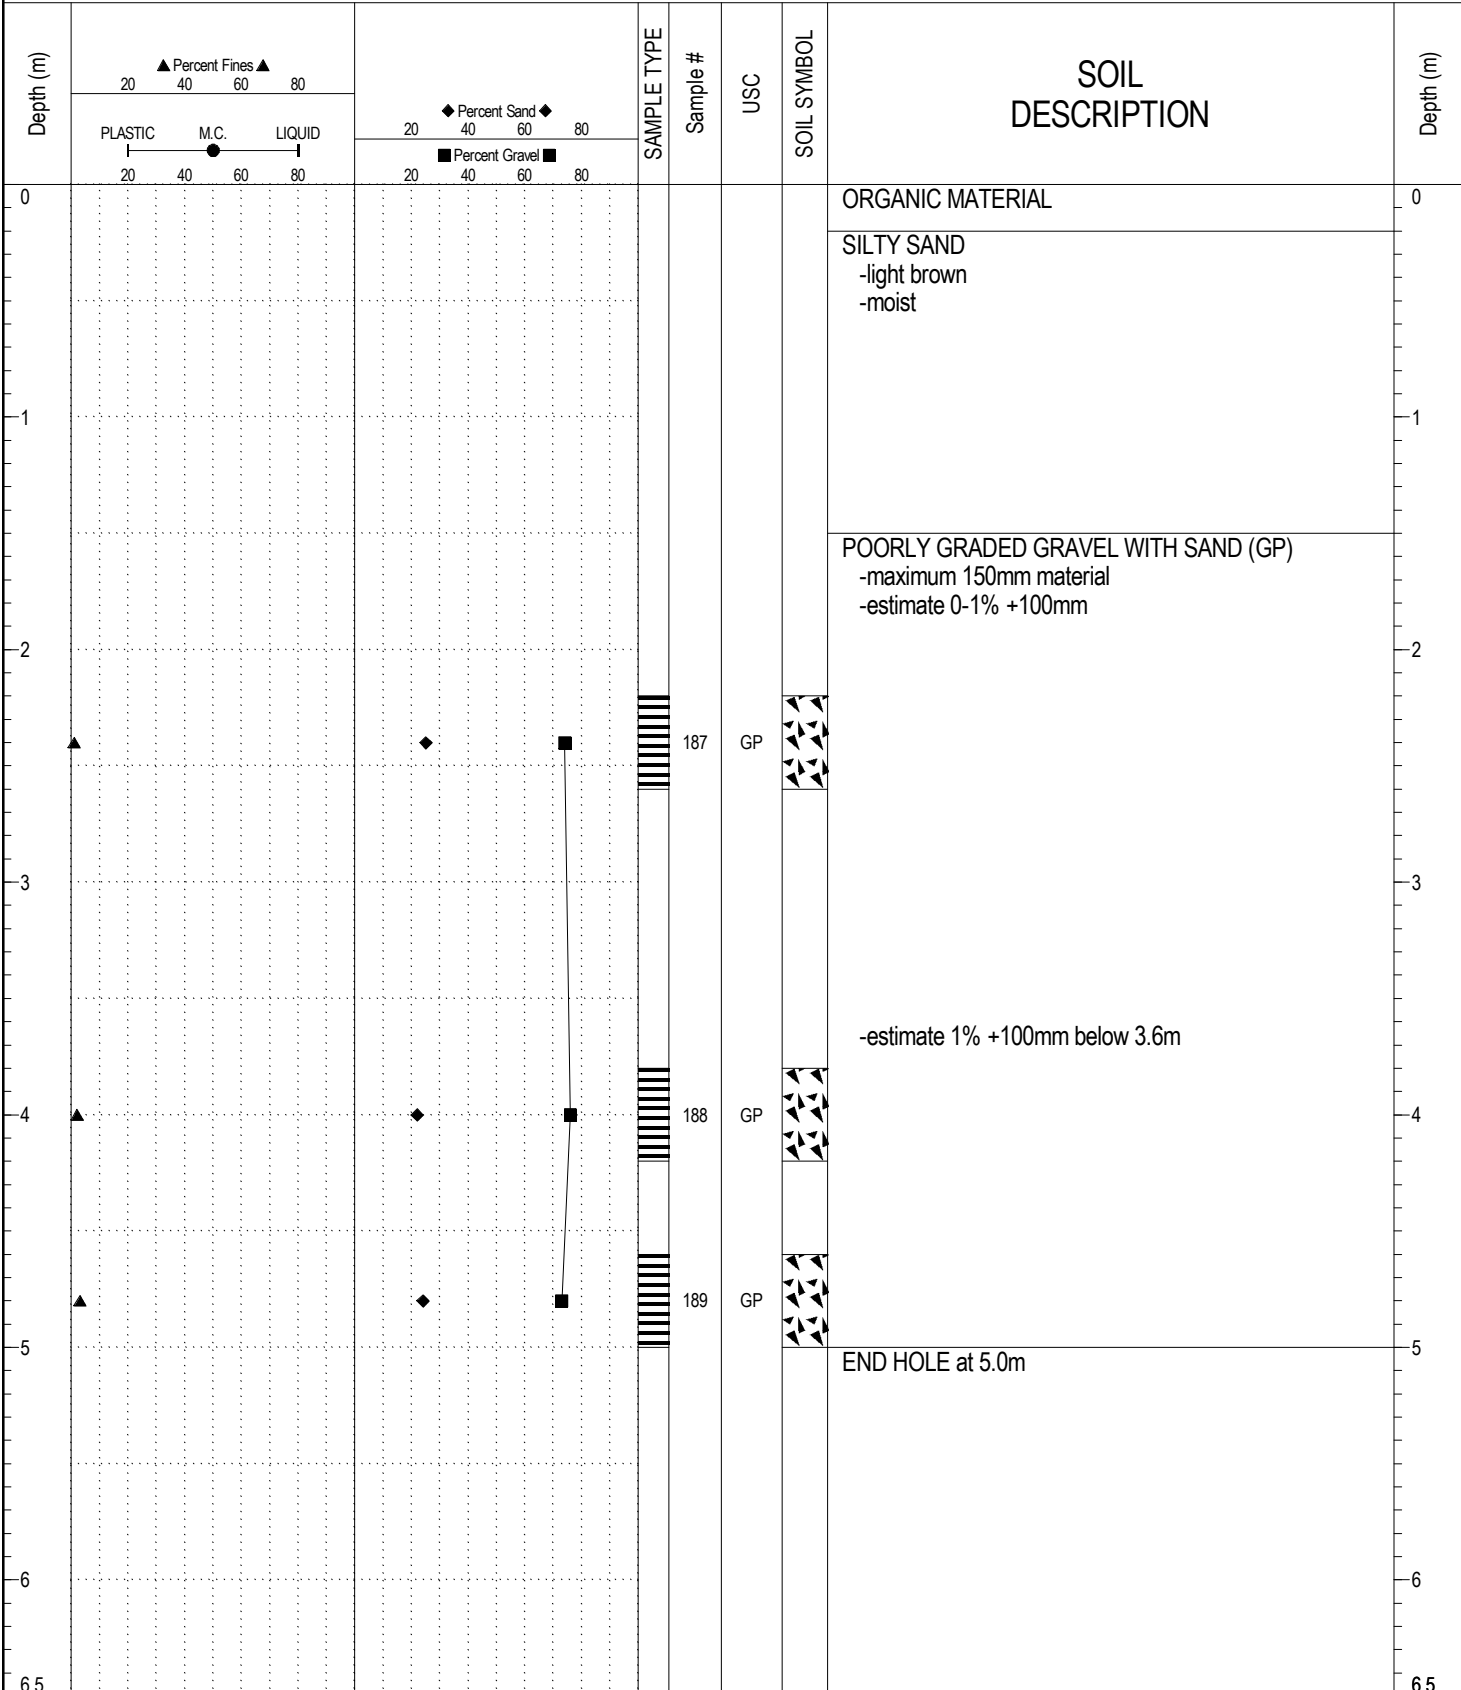 Depth (m)
▲ Percent Fines ▲
20 40 60 80
PLASTIC M.C. LIQUID
20 40 60 80
◆ Percent Sand ◆
20 40 60 80
■ Percent Gravel ■
20 40 60 80
SAMPLE TYPE
Sample #
USC
SOIL SYMBOL
SOIL
DESCRIPTION
Depth (m)
0 ORGANIC MATERIAL 0
SILTY SAND
-light brown
-moist
1 1
POORLY GRADED GRAVEL WITH SAND (GP)
-maximum 150mm material
-estimate 0-1% +100mm
2 2
187 GP
3 3
-estimate 1% +100mm below 3.6m
4 188 GP 4
189 GP
5 5
END HOLE at 5.0m
6 6
6.5 6.5